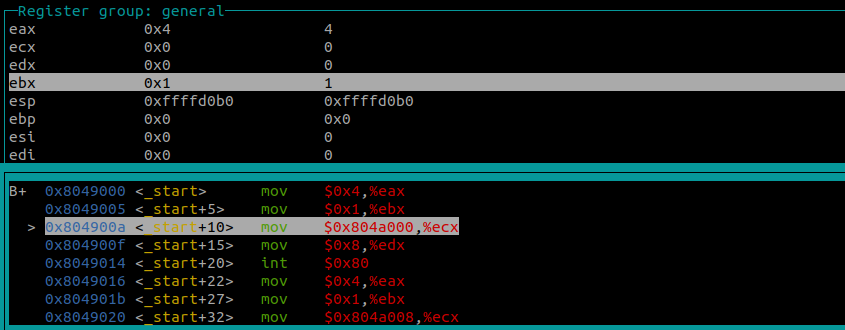 Register group: general
eax 0x4 4
ecx 0x0 0
edx 0x0 0
ebx 0x1 1
esp 0xffffd0b0 0xffffd0b0
ebp 0x0 0x0
esi 0x0 0
edi 0x0 0
B+ 0x8049000 <_start> mov $0x4,%eax
0x8049005 <_start+5> mov $0x1,%ebx
> 0x804900a <_start+10> mov $0x804a000,%ecx
0x804900f <_start+15> mov $0x8,%edx
0x8049014 <_start+20> int $0x80
0x8049016 <_start+22> mov $0x4,%eax
0x804901b <_start+27> mov $0x1,%ebx
0x8049020 <_start+32> mov $0x804a008,%ecx